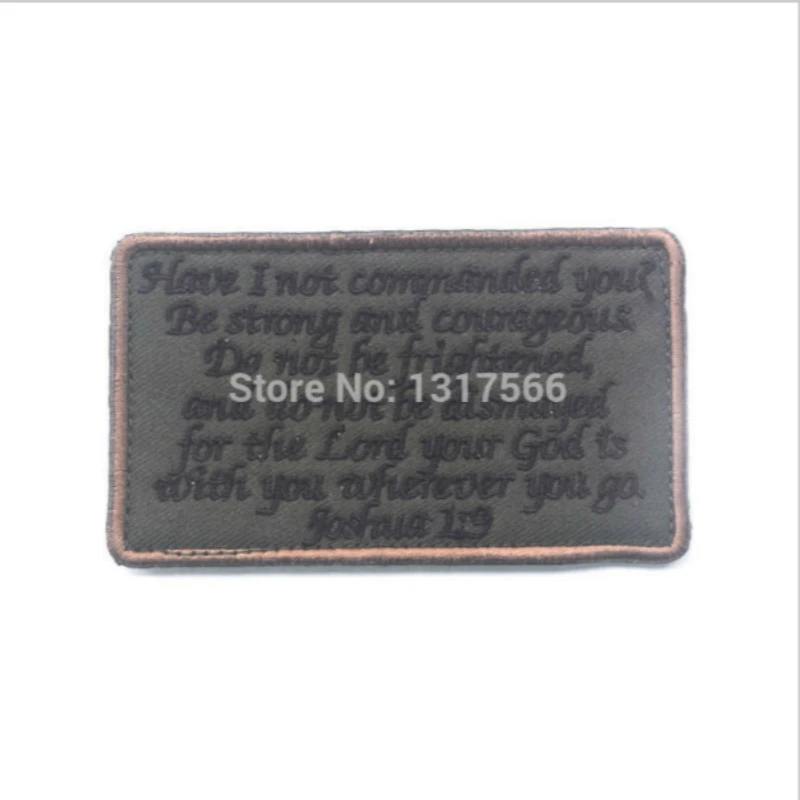 Have I not commanded you?
Be strong and courageous.
Do not be frightened,
Store No: 1317566
and do not be dismayed
for the Lord your God is
with you wherever you go.
Joshua 1:9